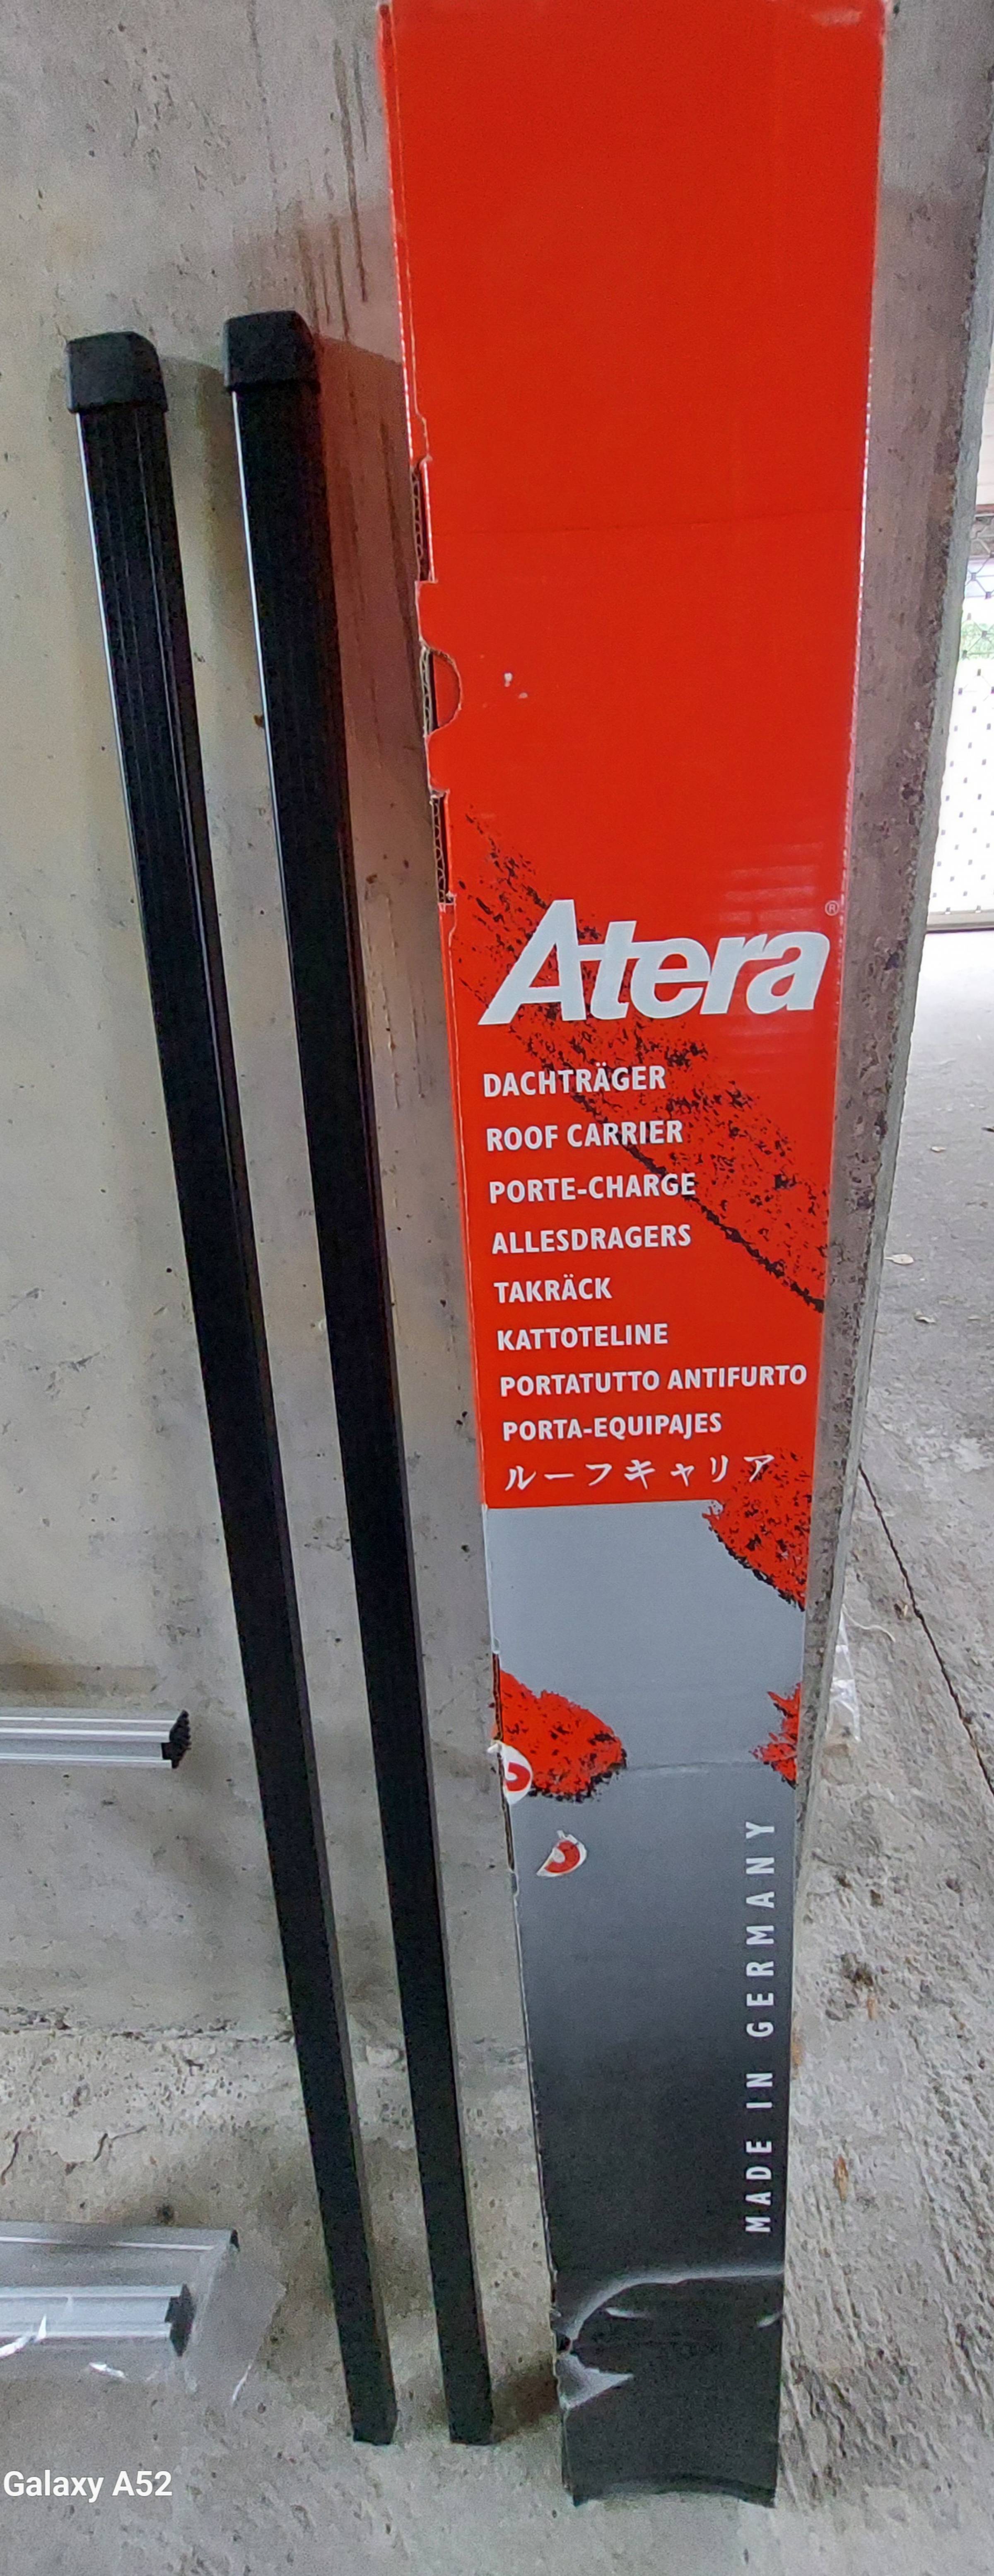 Atera®
DACHTRÄGER
ROOF CARRIER
PORTE-CHARGE
ALLESDRAGERS
TAKRÄCK
KATTOTELINE
PORTATUTTO ANTIFURTO
PORTA-EQUIPAJES
ルーフキャリア
MADE IN GERMANY
Galaxy A52